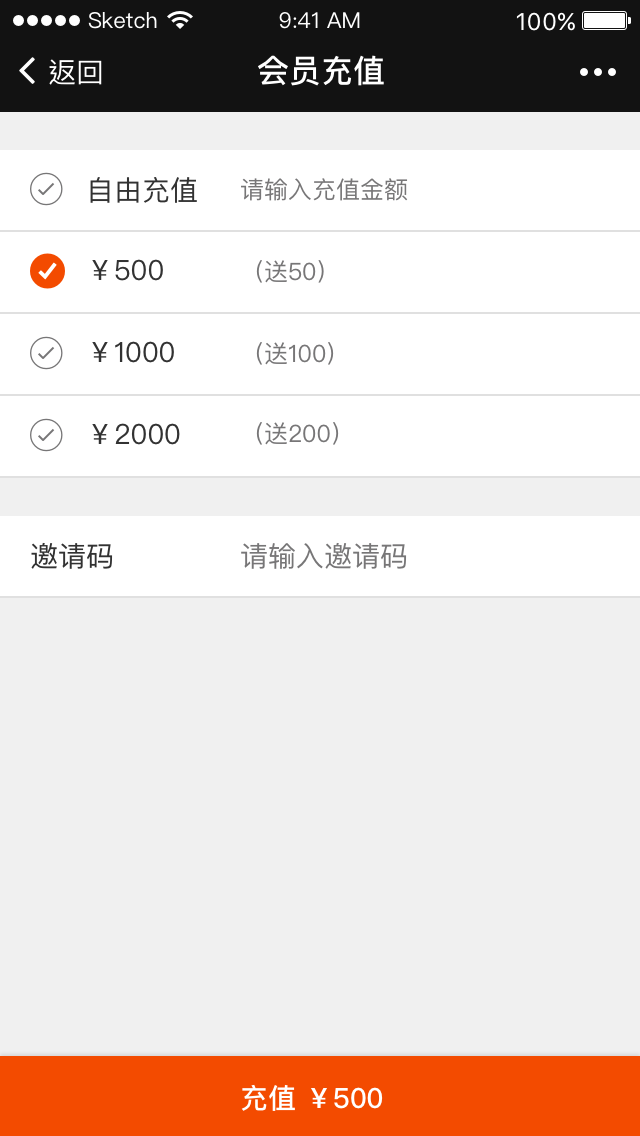 Sketch 9:41 AM 100%
返回 会员充值
自由充值 请输入充值金额
¥ 500 (送50)
¥ 1000 (送100)
¥ 2000 (送200)
邀请码 请输入邀请码
充值 ¥ 500